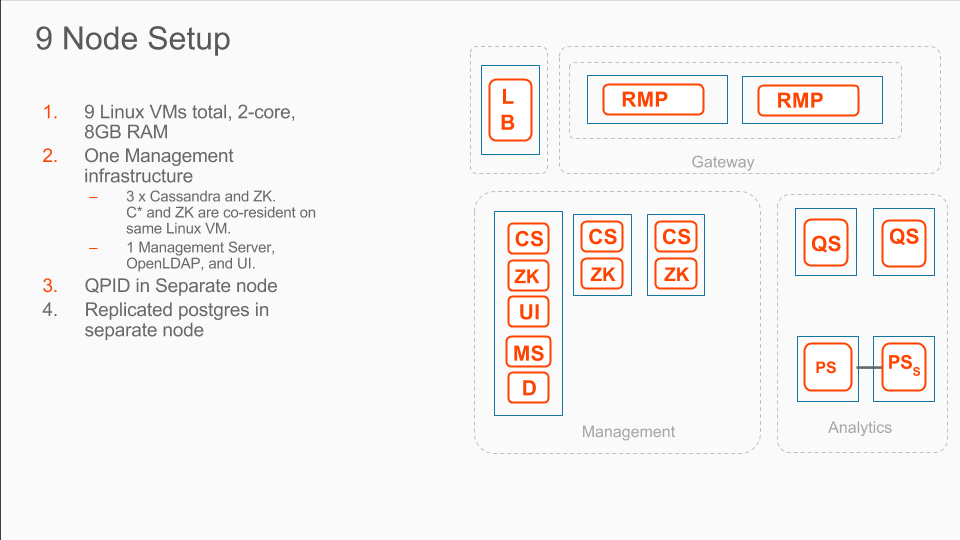 9 Node Setup
1. 9 Linux VMs total, 2-core,
8GB RAM
2. One Management
infrastructure
– 3 x Cassandra and ZK.
C* and ZK are co-resident on
same Linux VM.
– 1 Management Server,
OpenLDAP, and UI.
3. QPID in Separate node
4. Replicated postgres in
separate node
L
B
RMP
RMP
Gateway
CS
ZK
UI
MS
D
CS
ZK
CS
ZK
Management
QS
QS
PS
PSs
Analytics